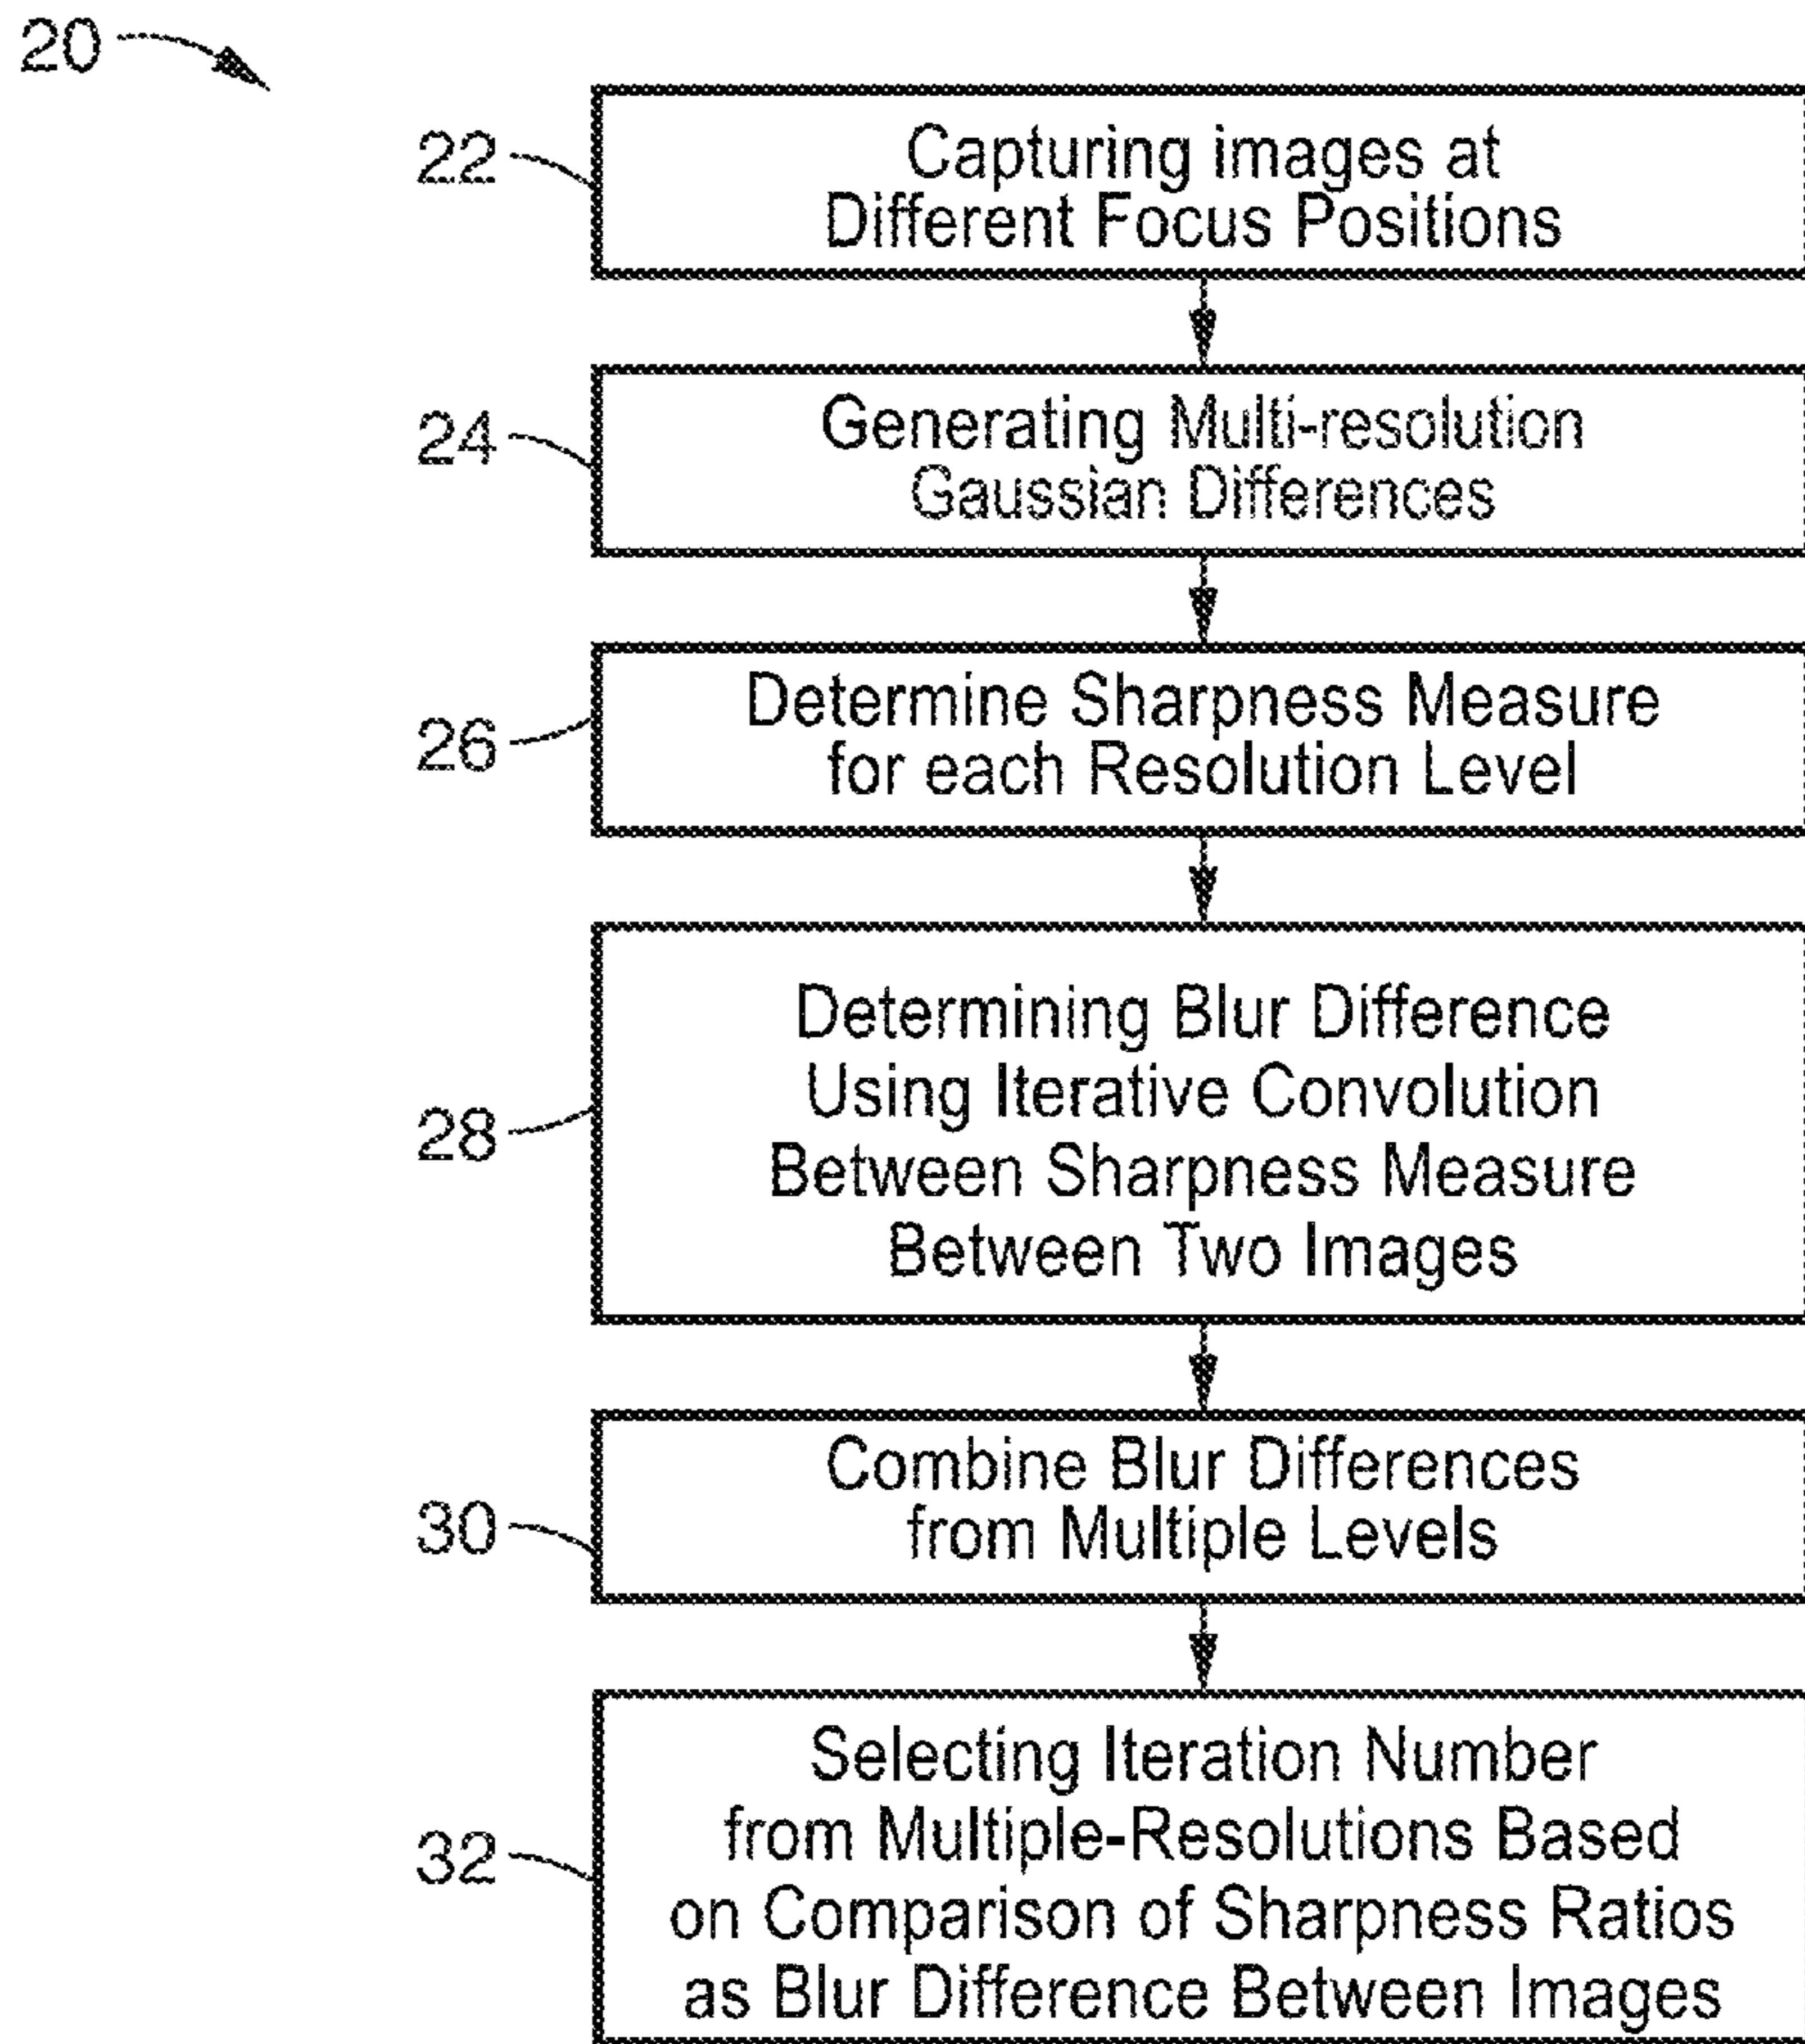 20
22
Capturing images at
Different Focus Positions
24
Generating Multi-resolution
Gaussian Differences
26
Determine Sharpness Measure
for each Resolution Level
28
Determining Blur Difference
Using Iterative Convolution
Between Sharpness Measure
Between Two Images
30
Combine Blur Differences
from Multiple Levels
32
Selecting Iteration Number
from Multiple-Resolutions Based
on Comparison of Sharpness Ratios
as Blur Difference Between Images